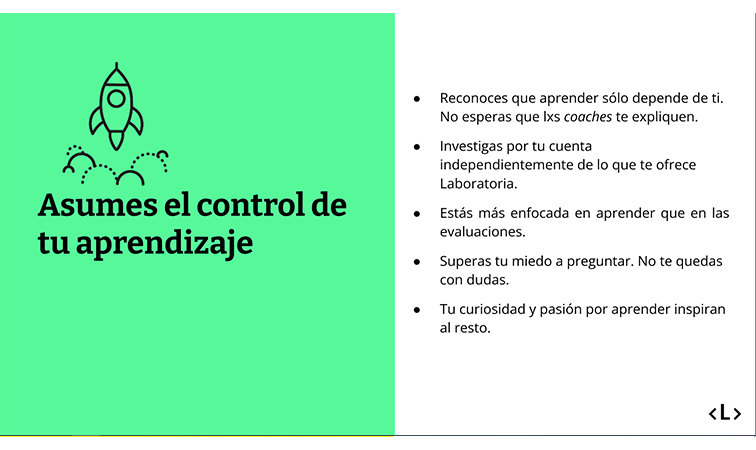 Asumes el control de
tu aprendizaje
● Reconoces que aprender sólo depende de ti.
No esperas que lxs coaches te expliquen.
● Investigas por tu cuenta
independientemente de lo que te ofrece
Laboratoria.
● Estás más enfocada en aprender que en las
evaluaciones.
● Superas tu miedo a preguntar. No te quedas
con dudas.
● Tu curiosidad y pasión por aprender inspiran
al resto.
<L>